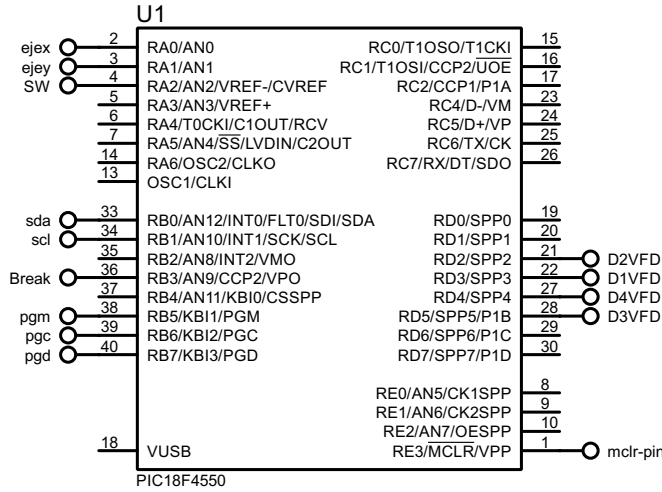 U1
ejex 2 RA0/AN0 RC0/T1OSO/T1CKI 15
ejey 3 RA1/AN1 RC1/T1OSI/CCP2/UOE 16
SW 4 RA2/AN2/VREF-/CVREF RC2/CCP1/P1A 17
5 RA3/AN3/VREF+ RC4/D-/VM 23
6 RA4/T0CKI/C1OUT/RCV RC5/D+/VP 24
7 RA5/AN4/SS/LVDIN/C2OUT RC6/TX/CK 25
14 RA6/OSC2/CLKO RC7/RX/DT/SDO 26
13 OSC1/CLKI
sda 33 RB0/AN12/INT0/FLT0/SDI/SDA RD0/SPP0 19
scl 34 RB1/AN10/INT1/SCK/SCL RD1/SPP1 20
35 RB2/AN8/INT2/VMO RD2/SPP2 21 D2VFD
Break 36 RB3/AN9/CCP2/VPO RD3/SPP3 22 D1VFD
37 RB4/AN11/KBI0/CSSPP RD4/SPP4 27 D4VFD
pgm 38 RB5/KBI1/PGM RD5/SPP5/P1B 28 D3VFD
pgc 39 RB6/KBI2/PGC RD6/SPP6/P1C 29
pgd 40 RB7/KBI3/PGD RD7/SPP7/P1D 30
RE0/AN5/CK1SPP 8
RE1/AN6/CK2SPP 9
RE2/AN7/OESPP 10
18 VUSB RE3/MCLR/VPP 1 mclr-pin
PIC18F4550